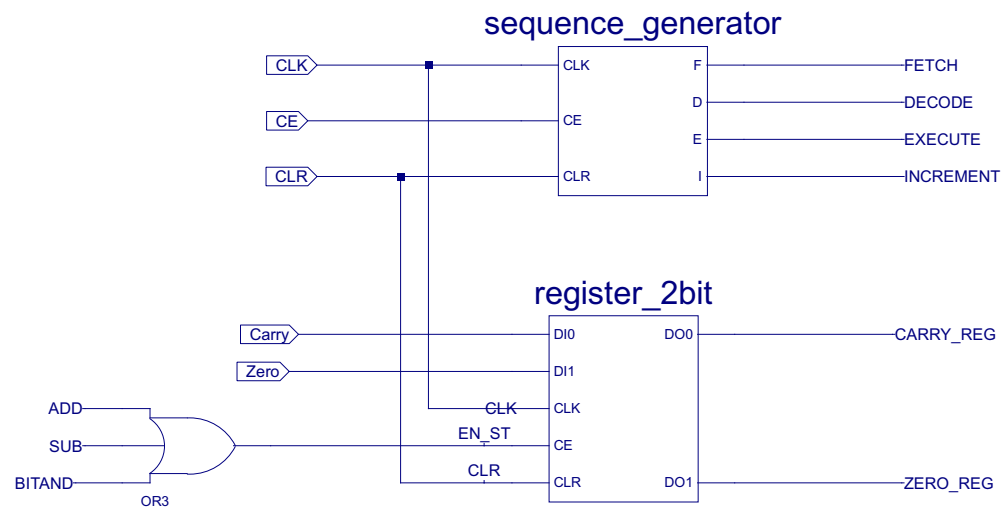 sequence_generator
CLK
CLK
F
FETCH
D
DECODE
CE
CE
E
EXECUTE
CLR
CLR
I
INCREMENT
register_2bit
Carry
DI0
DO0
CARRY_REG
Zero
DI1
ADD
CLK
CLK
SUB
EN_ST
CE
BITAND
CLR
CLR
DO1
ZERO_REG
OR3